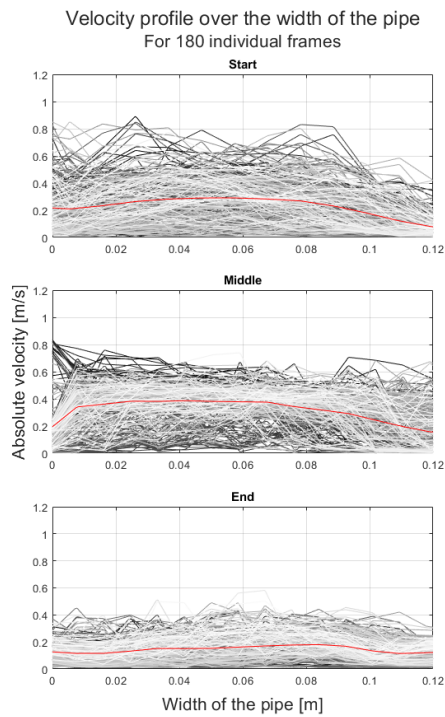 Velocity profile over the width of the pipe
For 180 individual frames
Start
1.2
1
0.8
0.6
0.4
0.2
0
0 0.02 0.04 0.06 0.08 0.1 0.12
Middle
Absolute velocity [m/s]
1.2
1
0.8
0.6
0.4
0.2
0
0 0.02 0.04 0.06 0.08 0.1 0.12
End
1.2
1
0.8
0.6
0.4
0.2
0
0 0.02 0.04 0.06 0.08 0.1 0.12
Width of the pipe [m]